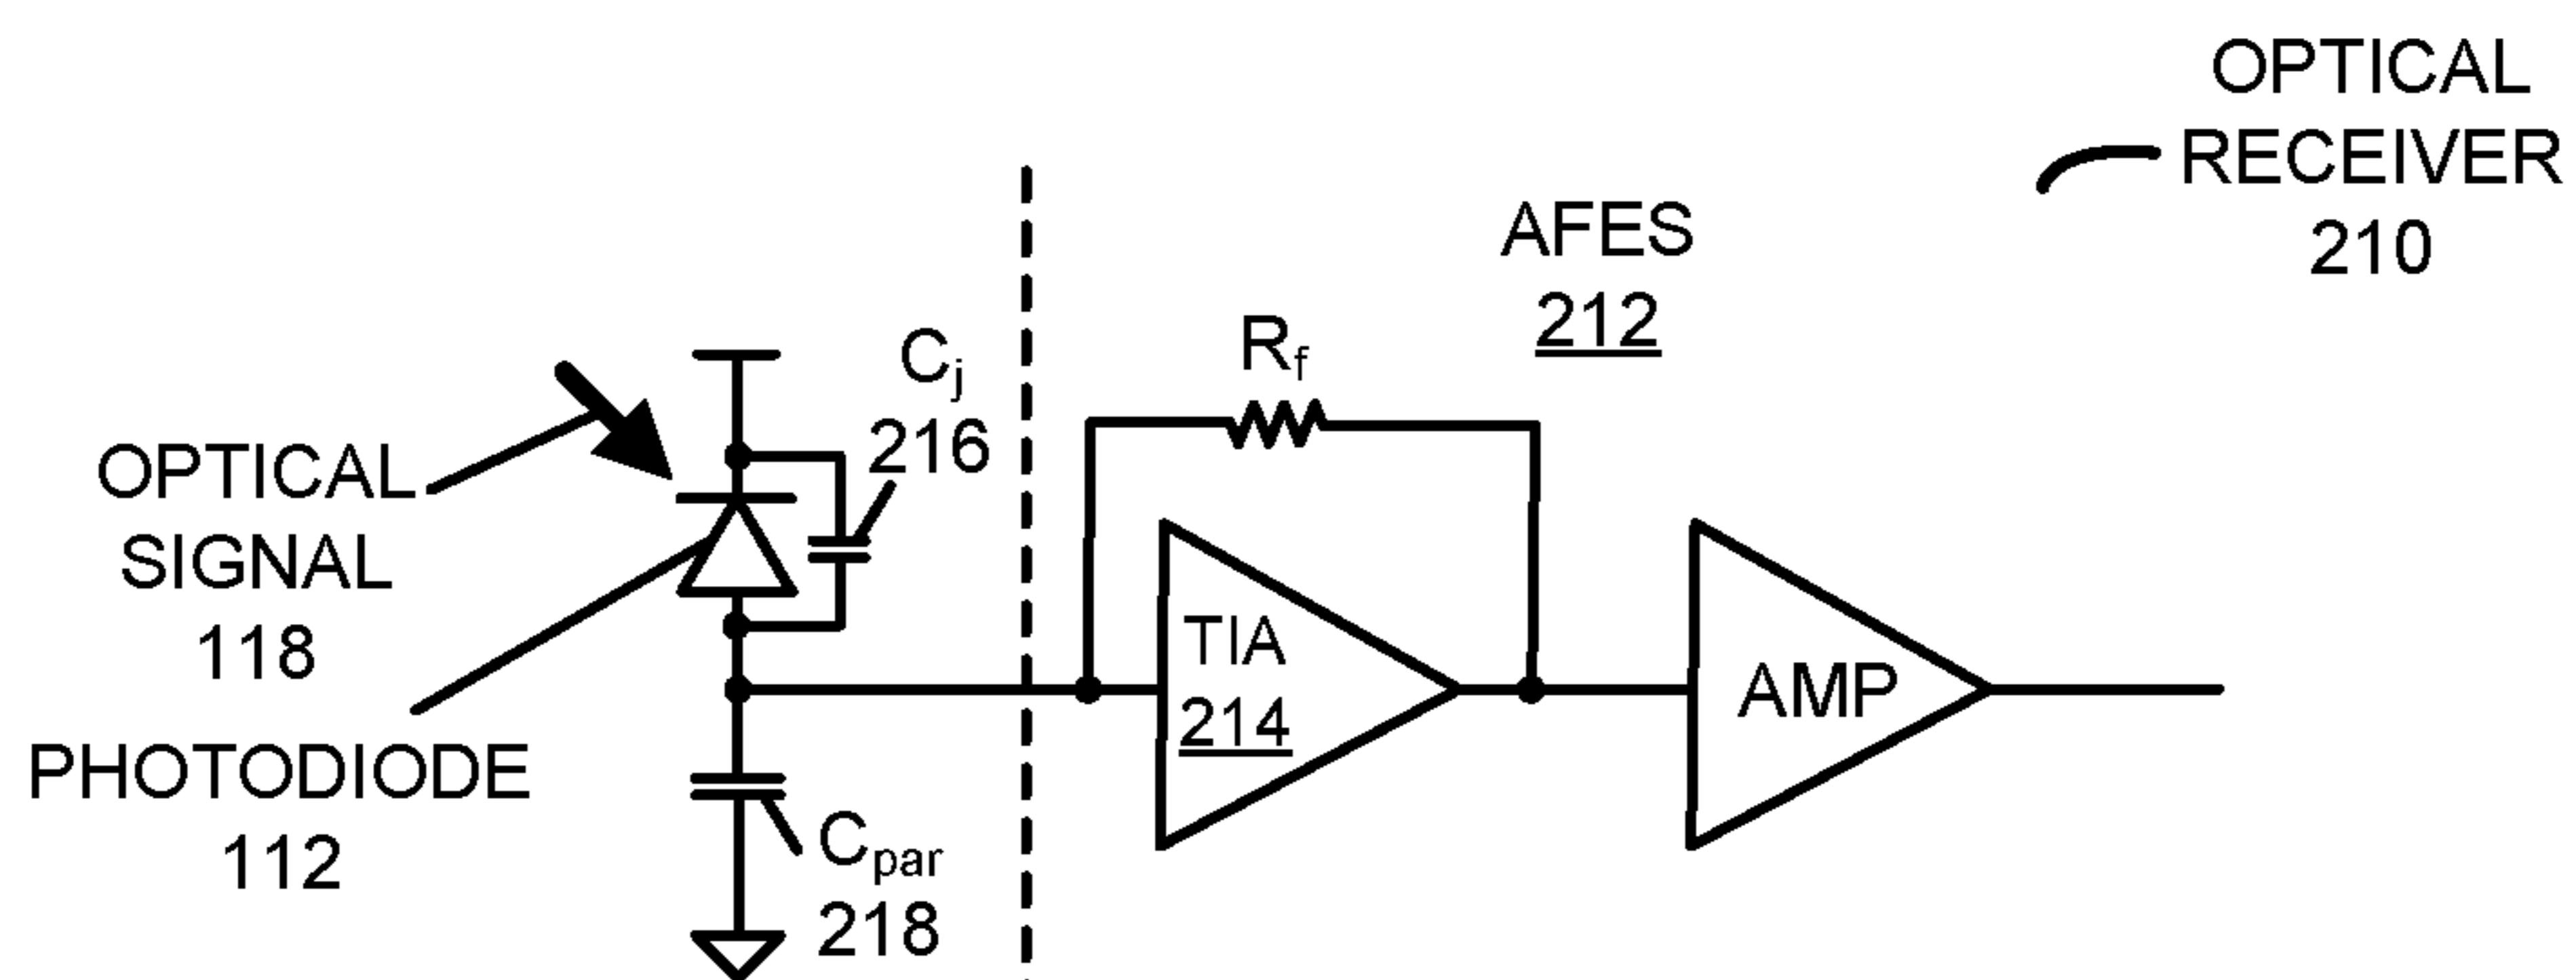 OPTICAL
RECEIVER
210
AFES
212
Rf
Cj
216
OPTICAL
SIGNAL
118
TIA
214
AMP
PHOTODIODE
112
Cpar
218